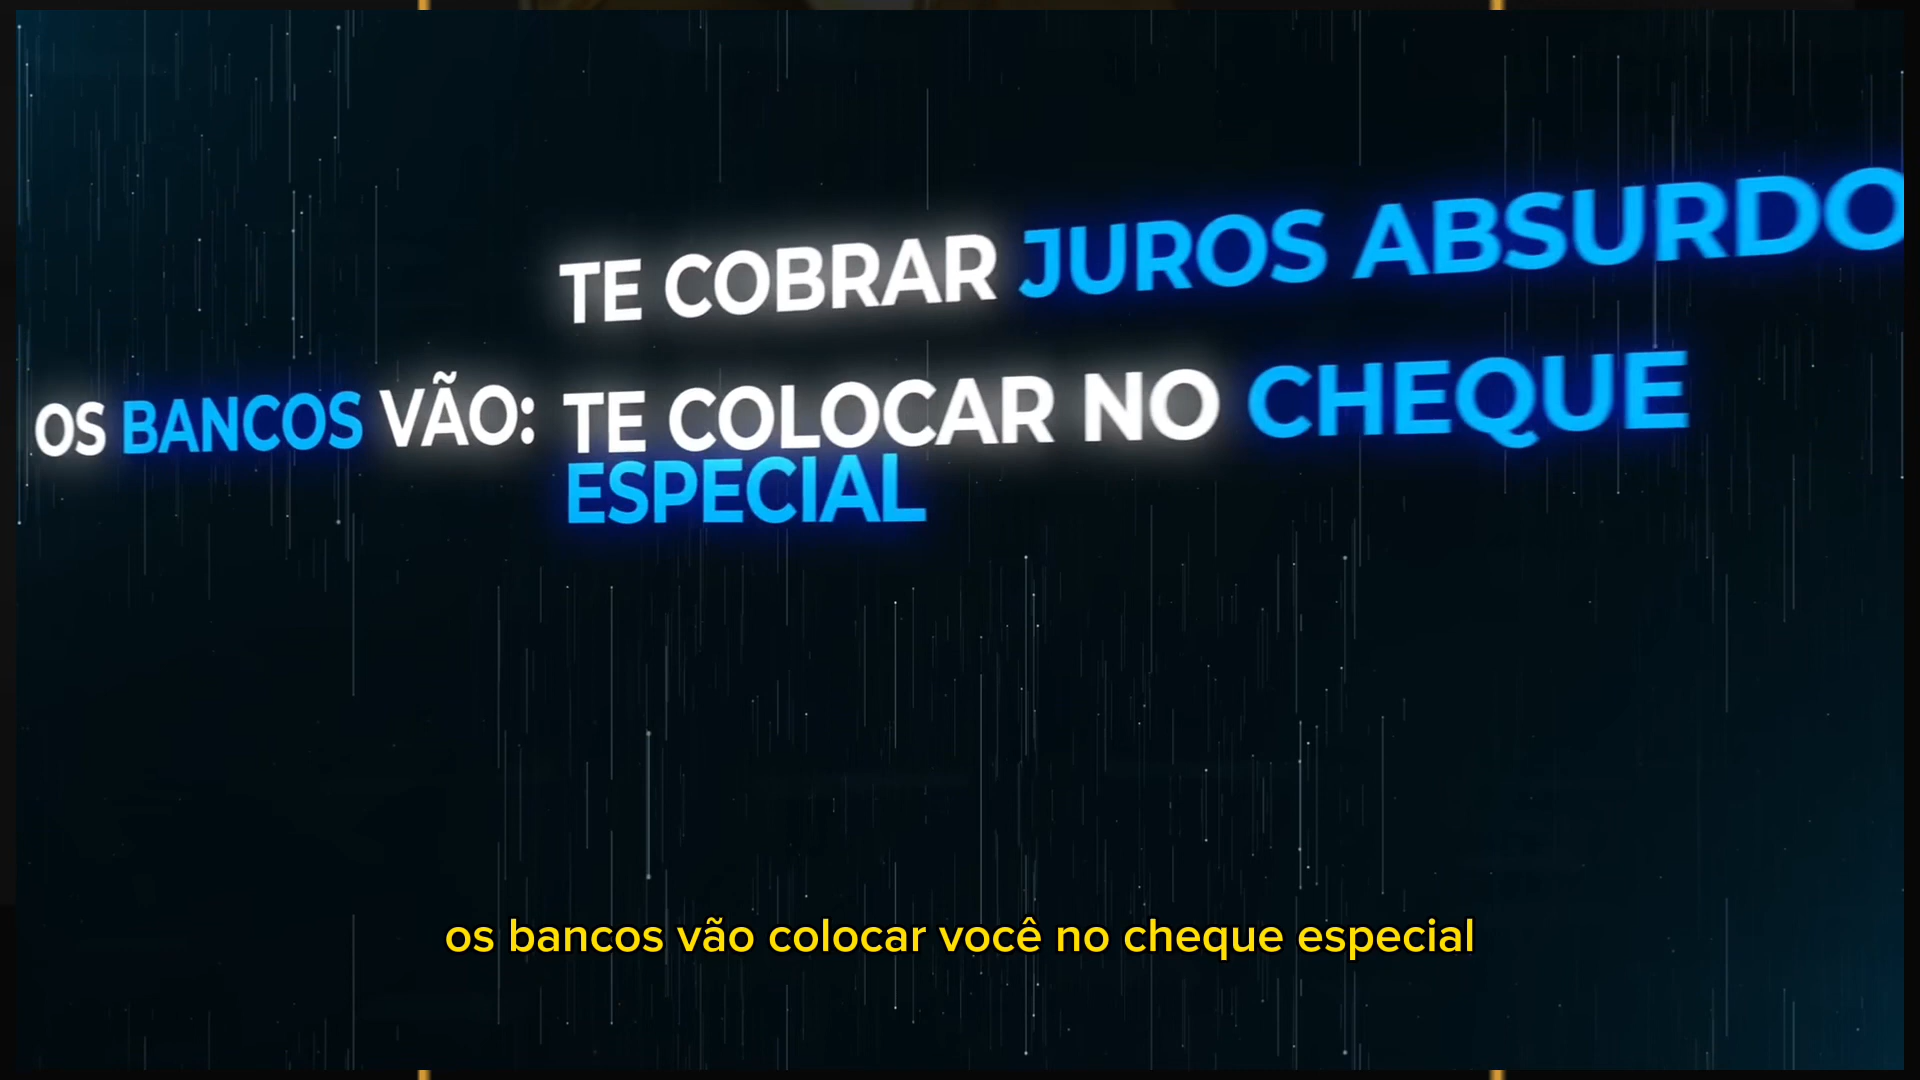 TE COBRAR JUROS ABSURDO
OS BANCOS VÃO: TE COLOCAR NO CHEQUE
ESPECIAL
os bancos vão colocar você no cheque especial